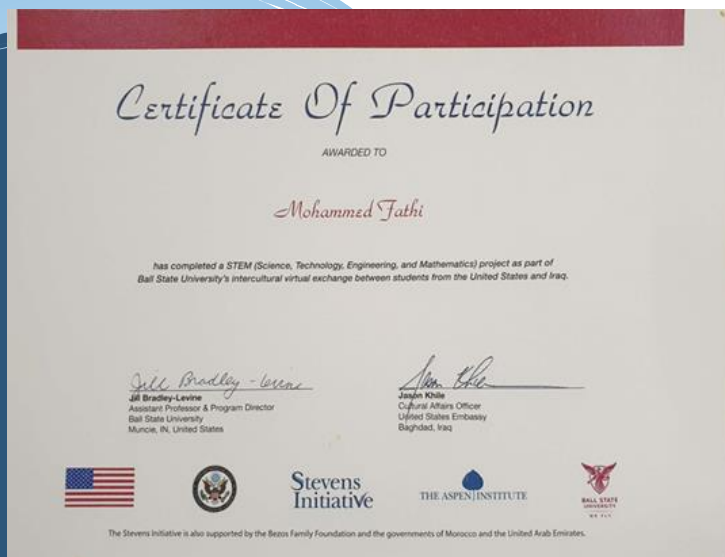 Certificate Of Participation
AWARDED TO
Mohammed Fathi
has completed a STEM (Science, Technology, Engineering, and Mathematics) project as part of
Ball State University's intercultural virtual exchange between students from the United States and Iraq.
Jill Bradley-Levine
Jill Bradley-Levine
Assistant Professor & Program Director
Ball State University
Muncie, IN, United States
Jason Khile
Jason Khile
Cultural Affairs Officer
United States Embassy
Baghdad, Iraq
Stevens
Initiative
THE ASPEN INSTITUTE
BALL STATE
UNIVERSITY
WE FLY
The Stevens Initiative is also supported by the Bezos Family Foundation and the governments of Morocco and the United Arab Emirates.